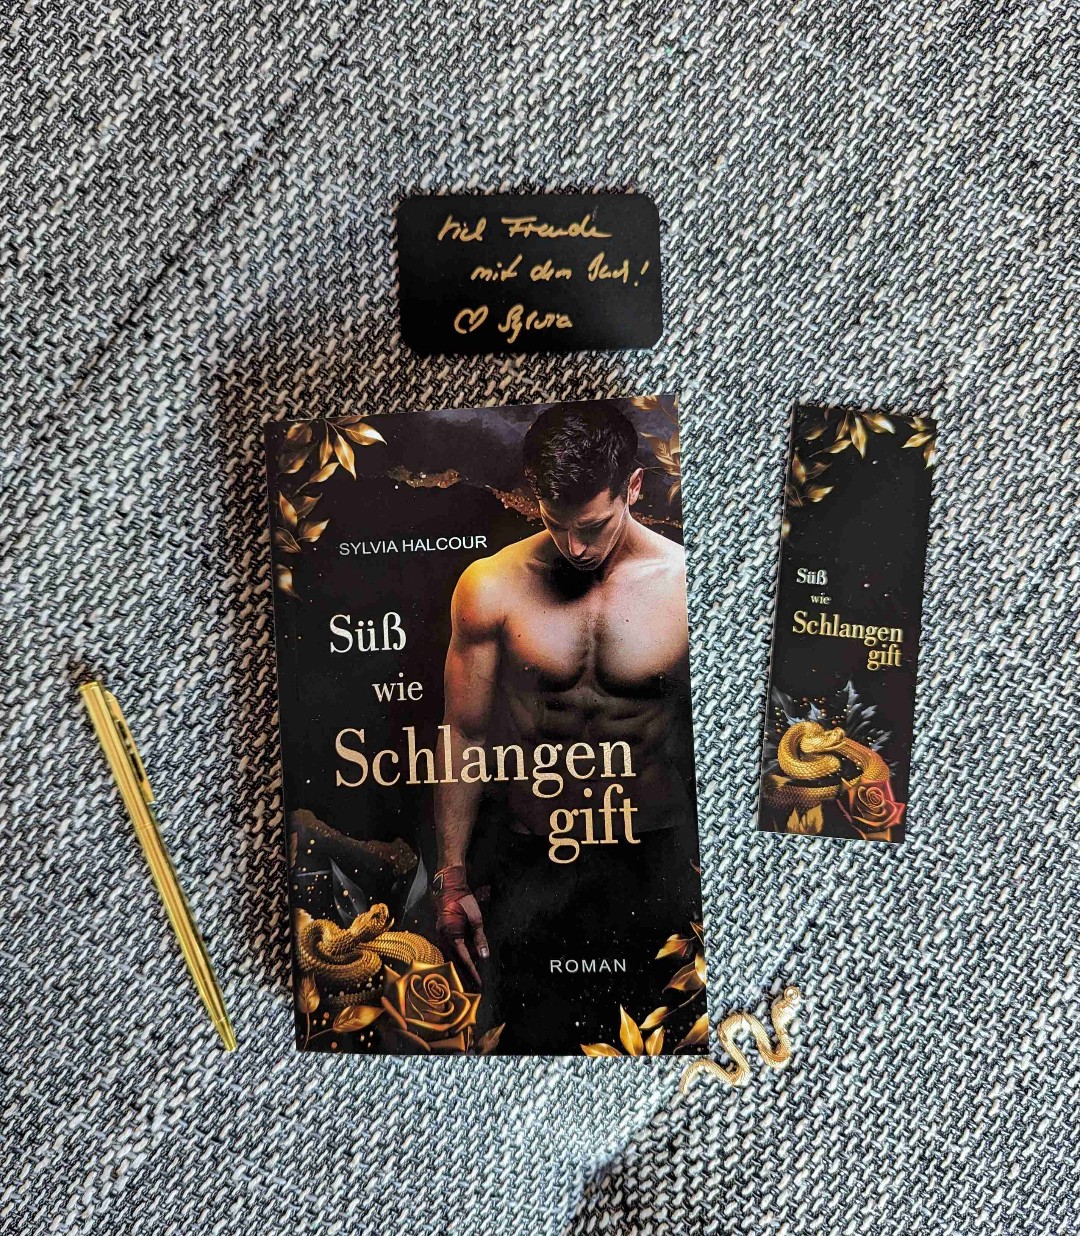 Viel Freude
mit dem Buch!
♡ Sylvia
SYLVIA HALCOUR
Süß
wie
Schlangen
gift
ROMAN
Süß
wie
Schlangen
gift